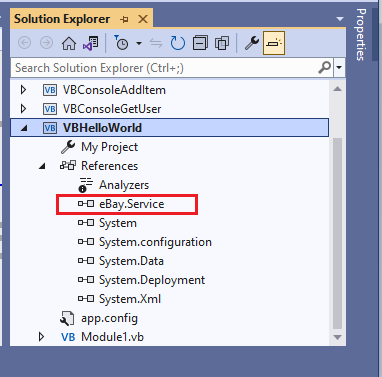 Solution Explorer
Properties
Search Solution Explorer (Ctrl+;)
VB VBConsoleAddItem
VB VBConsoleGetUser
VB VBHelloWorld
My Project
References
Analyzers
eBay.Service
System
System.configuration
System.Data
System.Deployment
System.Xml
app.config
VB Module1.vb